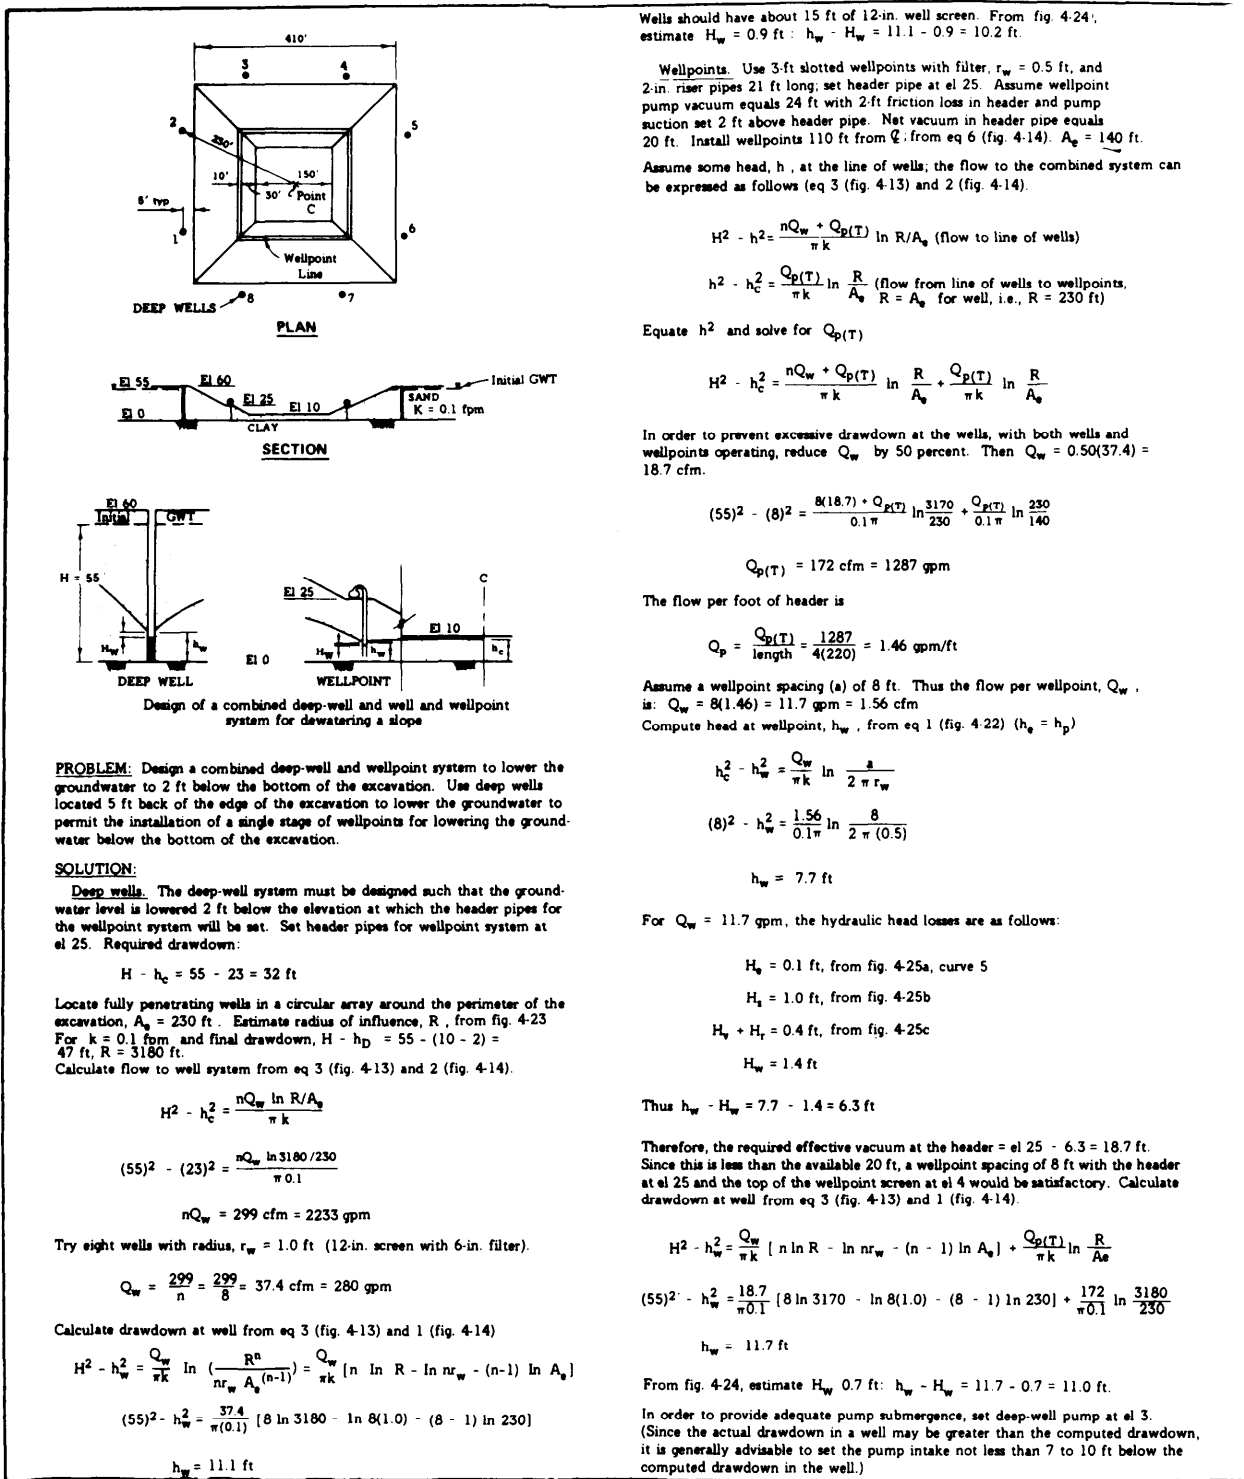 410'
3
4
2
5
230'
10'
150'
30'
Point
C
5' typ
1
6
Wellpoint
Line
8
7
DEEP WELLS
PLAN
El 55
El 60
Initial GWT
El 25
SAND
El 10
K = 0.1 fpm
El 0
CLAY
SECTION
El 60
Initial GWT
H = 55
C
El 25
El 10
H_w
h_w
El 0
H_w
h_w
h_c
DEEP WELL
WELLPOINT
Design of a combined deep-well and well and wellpoint
system for dewatering a slope
PROBLEM: Design a combined deep-well and wellpoint system to lower the
groundwater to 2 ft below the bottom of the excavation. Use deep wells
located 5 ft back of the edge of the excavation to lower the groundwater to
permit the installation of a single stage of wellpoints for lowering the ground-
water below the bottom of the excavation.
SOLUTION:
Deep wells. The deep-well system must be designed such that the ground-
water level is lowered 2 ft below the elevation at which the header pipes for
the wellpoint system will be set. Set header pipes for wellpoint system at
el 25. Required drawdown:
H - h_c = 55 - 23 = 32 ft
Locate fully penetrating wells in a circular array around the perimeter of the
excavation, A_e = 230 ft . Estimate radius of influence, R , from fig. 4-23
For k = 0.1 fpm and final drawdown, H - h_D = 55 - (10 - 2) =
47 ft, R = 3180 ft.
Calculate flow to well system from eq 3 (fig. 4-13) and 2 (fig. 4-14).
H² - h_c² = nQ_w ln R/A_e / π k
(55)² - (23)² = nQ_w ln 3180/230 / π 0.1
nQ_w = 299 cfm = 2233 gpm
Try eight wells with radius, r_w = 1.0 ft (12-in. screen with 6-in. filter).
Q_w = 299/n = 299/8 = 37.4 cfm = 280 gpm
Calculate drawdown at well from eq 3 (fig. 4-13) and 1 (fig. 4-14)
H² - h_w² = Q_w/πk ln (Rⁿ / nr_w A_e^(n-1)) = Q_w/πk [n ln R - ln nr_w - (n-1) ln A_e]
(55)² - h_w² = 37.4/π(0.1) [8 ln 3180 - ln 8(1.0) - (8 - 1) ln 230]
h_w = 11.1 ft
Wells should have about 15 ft of 12-in. well screen. From fig. 4-24,
estimate H_w = 0.9 ft : h_w - H_w = 11.1 - 0.9 = 10.2 ft.
Wellpoints. Use 3-ft slotted wellpoints with filter, r_w = 0.5 ft, and
2-in. riser pipes 21 ft long; set header pipe at el 25. Assume wellpoint
pump vacuum equals 24 ft with 2-ft friction loss in header and pump
suction set 2 ft above header pipe. Net vacuum in header pipe equals
20 ft. Install wellpoints 110 ft from ℄; from eq 6 (fig. 4-14). A_e = 140 ft.
Assume some head, h , at the line of wells; the flow to the combined system can
be expressed as follows (eq 3 (fig. 4-13) and 2 (fig. 4-14).
H² - h² = nQ_w + Q_p(T) / π k ln R/A_e (flow to line of wells)
h² - h_c² = Q_p(T)/πk ln R/A_e (flow from line of wells to wellpoints,
R = A_e for well, i.e., R = 230 ft)
Equate h² and solve for Q_p(T)
H² - h_c² = nQ_w + Q_p(T) / π k ln R/A_e + Q_p(T)/π k ln R/A_e
In order to prevent excessive drawdown at the wells, with both wells and
wellpoints operating, reduce Q_w by 50 percent. Then Q_w = 0.50(37.4) =
18.7 cfm.
(55)² - (8)² = 8(18.7) + Q_p(T) / 0.1 π ln 3170/230 + Q_p(T)/0.1 π ln 230/140
Q_p(T) = 172 cfm = 1287 gpm
The flow per foot of header is
Q_p = Q_p(T)/length = 1287/4(220) = 1.46 gpm/ft
Assume a wellpoint spacing (a) of 8 ft. Thus the flow per wellpoint, Q_w ,
is: Q_w = 8(1.46) = 11.7 gpm = 1.56 cfm
Compute head at wellpoint, h_w , from eq 1 (fig. 4-22) (h_e = h_p)
h_c² - h_w² = Q_w/πk ln a / 2 π r_w
(8)² - h_w² = 1.56/0.1π ln 8 / 2 π (0.5)
h_w = 7.7 ft
For Q_w = 11.7 gpm, the hydraulic head losses are as follows:
H_e = 0.1 ft, from fig. 4-25a, curve 5
H_s = 1.0 ft, from fig. 4-25b
H_v + H_r = 0.4 ft, from fig. 4-25c
H_w = 1.4 ft
Thus h_w - H_w = 7.7 - 1.4 = 6.3 ft
Therefore, the required effective vacuum at the header = el 25 - 6.3 = 18.7 ft.
Since this is less than the available 20 ft, a wellpoint spacing of 8 ft with the header
at el 25 and the top of the wellpoint screen at el 4 would be satisfactory. Calculate
drawdown at well from eq 3 (fig. 4-13) and 1 (fig. 4-14).
H² - h_w² = Q_w/πk [ n ln R - ln nr_w - (n - 1) ln A_e] + Q_p(T)/πk ln R/Ae
(55)² - h_w² = 18.7/π0.1 [8 ln 3170 - ln 8(1.0) - (8 - 1) ln 230] + 172/π0.1 ln 3180/230
h_w = 11.7 ft
From fig. 4-24, estimate H_w 0.7 ft: h_w - H_w = 11.7 - 0.7 = 11.0 ft.
In order to provide adequate pump submergence, set deep-well pump at el 3.
(Since the actual drawdown in a well may be greater than the computed drawdown,
it is generally advisable to set the pump intake not less than 7 to 10 ft below the
computed drawdown in the well.)